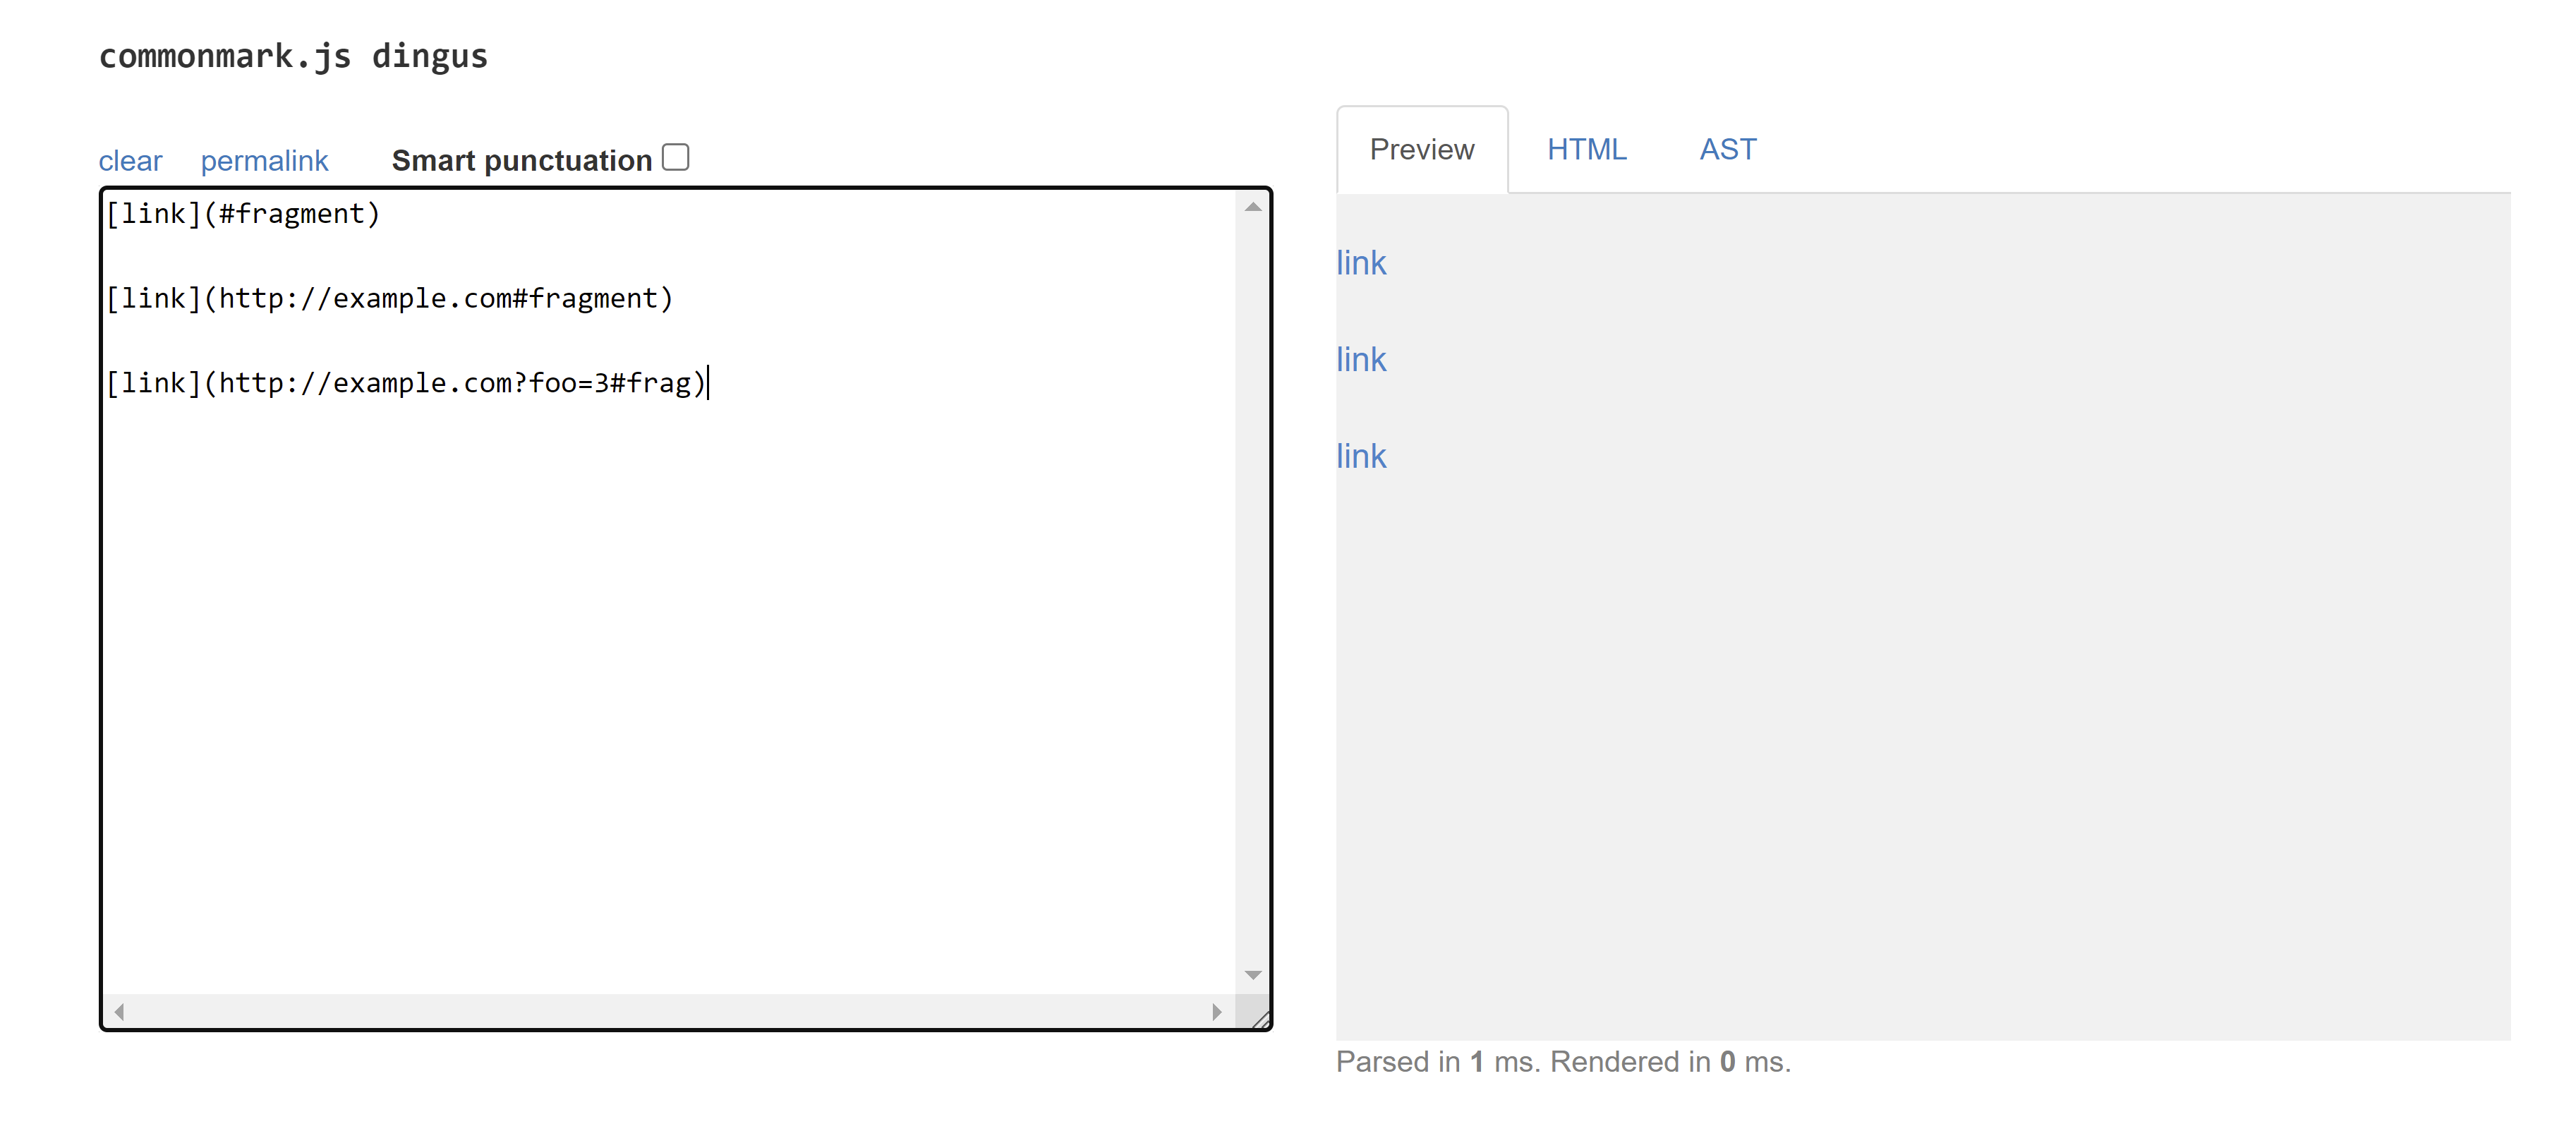 commonmark.js dingus
clear permalink Smart punctuation
[link](#fragment)
[link](http://example.com#fragment)
[link](http://example.com?foo=3#frag)
Preview HTML AST
link
link
link
Parsed in 1 ms. Rendered in 0 ms.